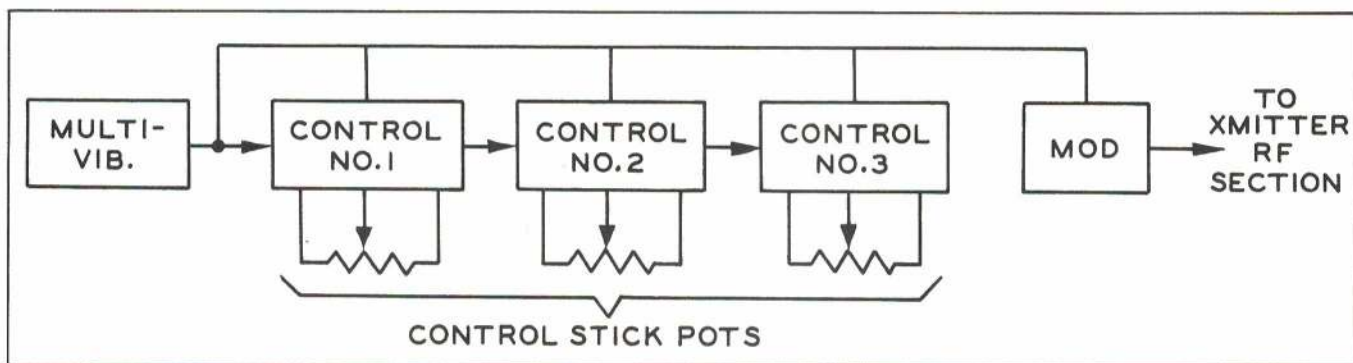 MULTI-
VIB.
CONTROL
NO.1
CONTROL
NO.2
CONTROL
NO.3
MOD
TO
XMITTER
RF
SECTION
CONTROL STICK POTS